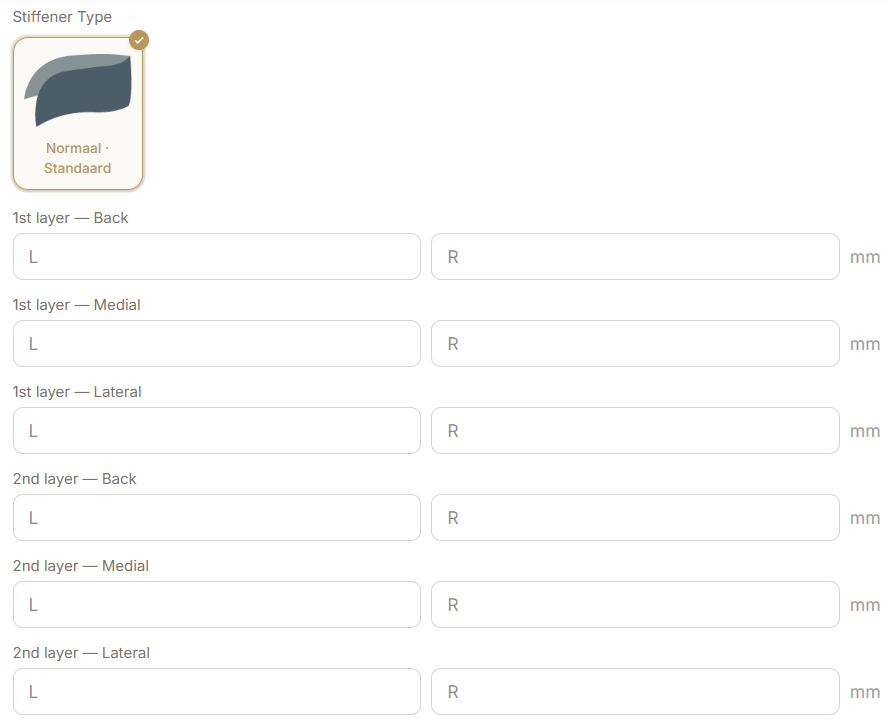 Stiffener Type
Normaal ·
Standaard
1st layer — Back
L R mm
1st layer — Medial
L R mm
1st layer — Lateral
L R mm
2nd layer — Back
L R mm
2nd layer — Medial
L R mm
2nd layer — Lateral
L R mm